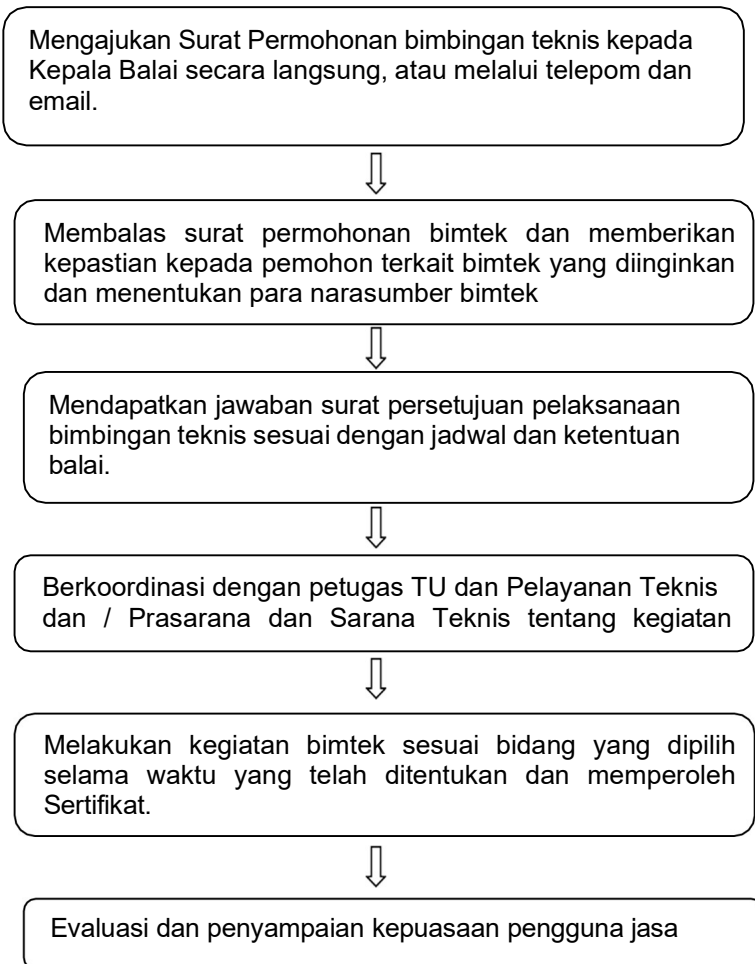 Mengajukan Surat Permohonan bimbingan teknis kepada
Kepala Balai secara langsung, atau melalui telepom dan
email.
Membalas surat permohonan bimtek dan memberikan
kepastian kepada pemohon terkait bimtek yang diinginkan
dan menentukan para narasumber bimtek
Mendapatkan jawaban surat persetujuan pelaksanaan
bimbingan teknis sesuai dengan jadwal dan ketentuan
balai.
Berkoordinasi dengan petugas TU dan Pelayanan Teknis
dan / Prasarana dan Sarana Teknis tentang kegiatan
Melakukan kegiatan bimtek sesuai bidang yang dipilih
selama waktu yang telah ditentukan dan memperoleh
Sertifikat.
Evaluasi dan penyampaian kepuasaan pengguna jasa